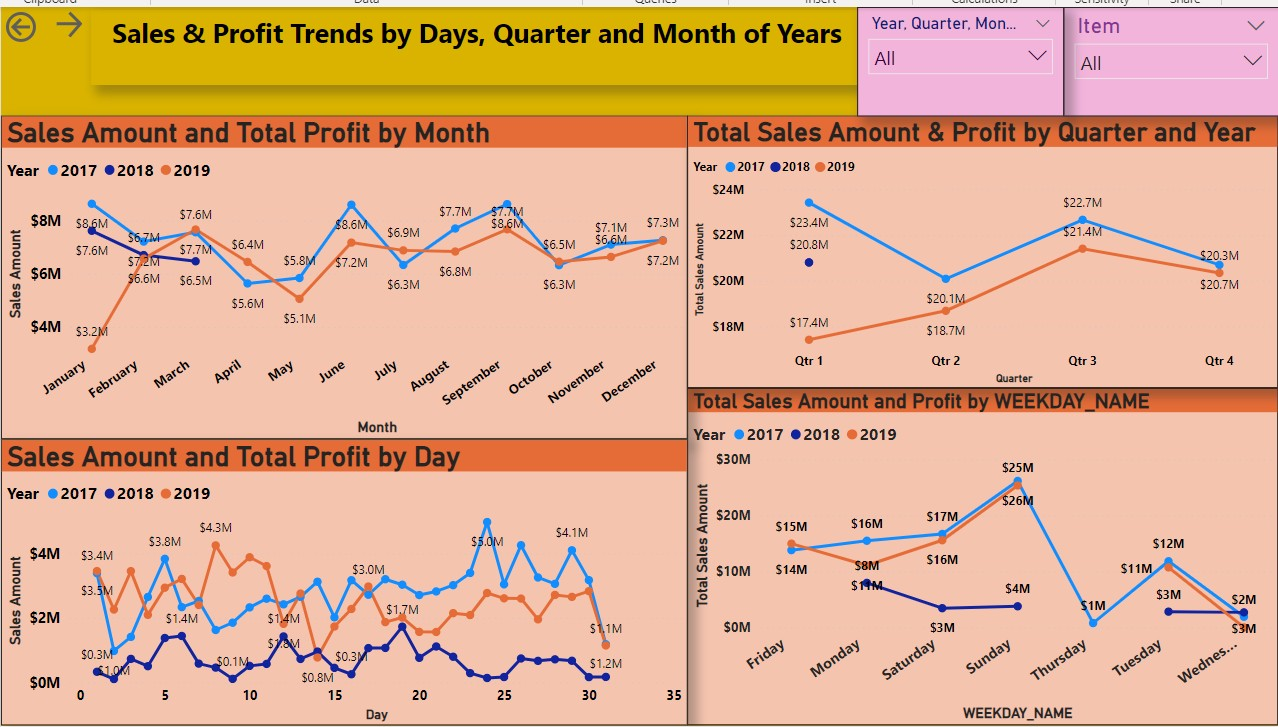 Clipboard Data Queries Insert Calculations Sensitivity Share
Sales & Profit Trends by Days, Quarter and Month of Years
Year, Quarter, Mon...
All
Item
All
Sales Amount and Total Profit by Month
Year 2017 2018 2019
$8M
$6M
$4M
Sales Amount
$8.6M
$7.6M
$3.2M
$6.7M
$7.2M
$6.6M
$7.6M
$7.7M
$6.5M
$6.4M
$5.6M
$5.8M
$5.1M
$8.6M
$7.2M
$6.9M
$6.3M
$7.7M
$6.8M
$7.7M
$8.6M
$6.5M
$6.3M
$7.1M
$6.6M
$7.3M
$7.2M
January February March April May June July August September October November December
Month
Total Sales Amount & Profit by Quarter and Year
Year 2017 2018 2019
$24M
$22M
$20M
$18M
Total Sales Amount
$23.4M
$20.8M
$17.4M
$20.1M
$18.7M
$22.7M
$21.4M
$20.3M
$20.7M
Qtr 1 Qtr 2 Qtr 3 Qtr 4
Quarter
Sales Amount and Total Profit by Day
Year 2017 2018 2019
$4M
$2M
$0M
Sales Amount
$3.4M
$3.5M
$0.3M
$1.0M
$3.8M
$1.4M
$4.3M
$0.1M
$1.4M
$1.8M
$0.8M
$0.3M
$3.0M
$1.7M
$5.0M
$4.1M
$1.1M
$1.2M
0 5 10 15 20 25 30 35
Day
Total Sales Amount and Profit by WEEKDAY_NAME
Year 2017 2018 2019
$30M
$20M
$10M
$0M
Total Sales Amount
$15M
$14M
$16M
$8M
$11M
$17M
$16M
$3M
$25M
$26M
$4M
$1M
$12M
$11M
$3M
$2M
$3M
Friday Monday Saturday Sunday Thursday Tuesday Wednes...
WEEKDAY_NAME